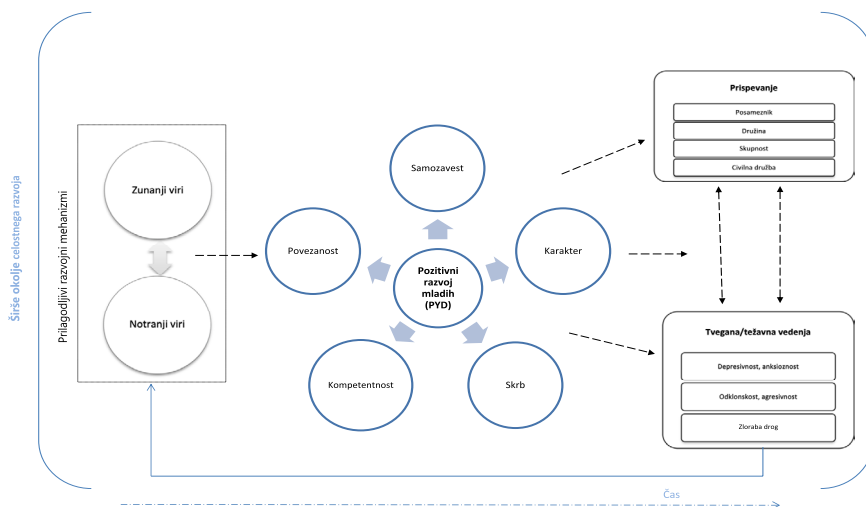 Širše okolje celostnega razvoja
Prilagodljivi razvojni mehanizmi
Zunanji viri
Notranji viri
Samozavest
Povezanost
Karakter
Pozitivni
razvoj
mladih
(PYD)
Kompetentnost
Skrb
Prispevanje
Posameznik
Družina
Skupnost
Civilna družba
Tvegana/težavna vedenja
Depresivnost, anksioznost
Odklonskost, agresivnost
Zloraba drog
Čas